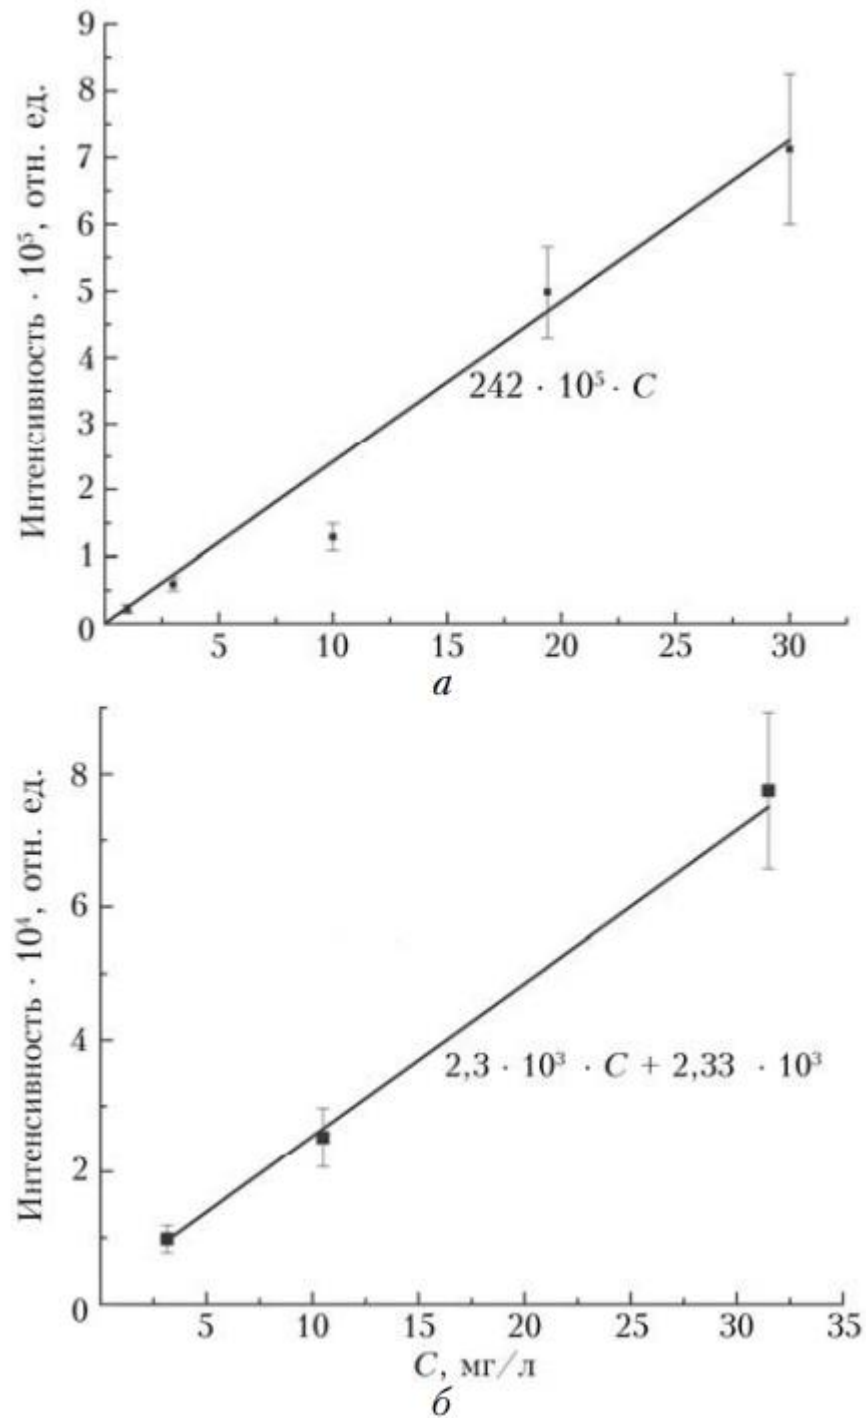 Интенсивность · 10⁵, отн. ед.
9
8
7
6
5
4
3
2
1
0
242 · 10⁵ · C
5 10 15 20 25 30
а
Интенсивность · 10⁴, отн. ед.
8
6
4
2
0
2,3 · 10³ · C + 2,33 · 10³
5 10 15 20 25 30 35
C, мг/л
б